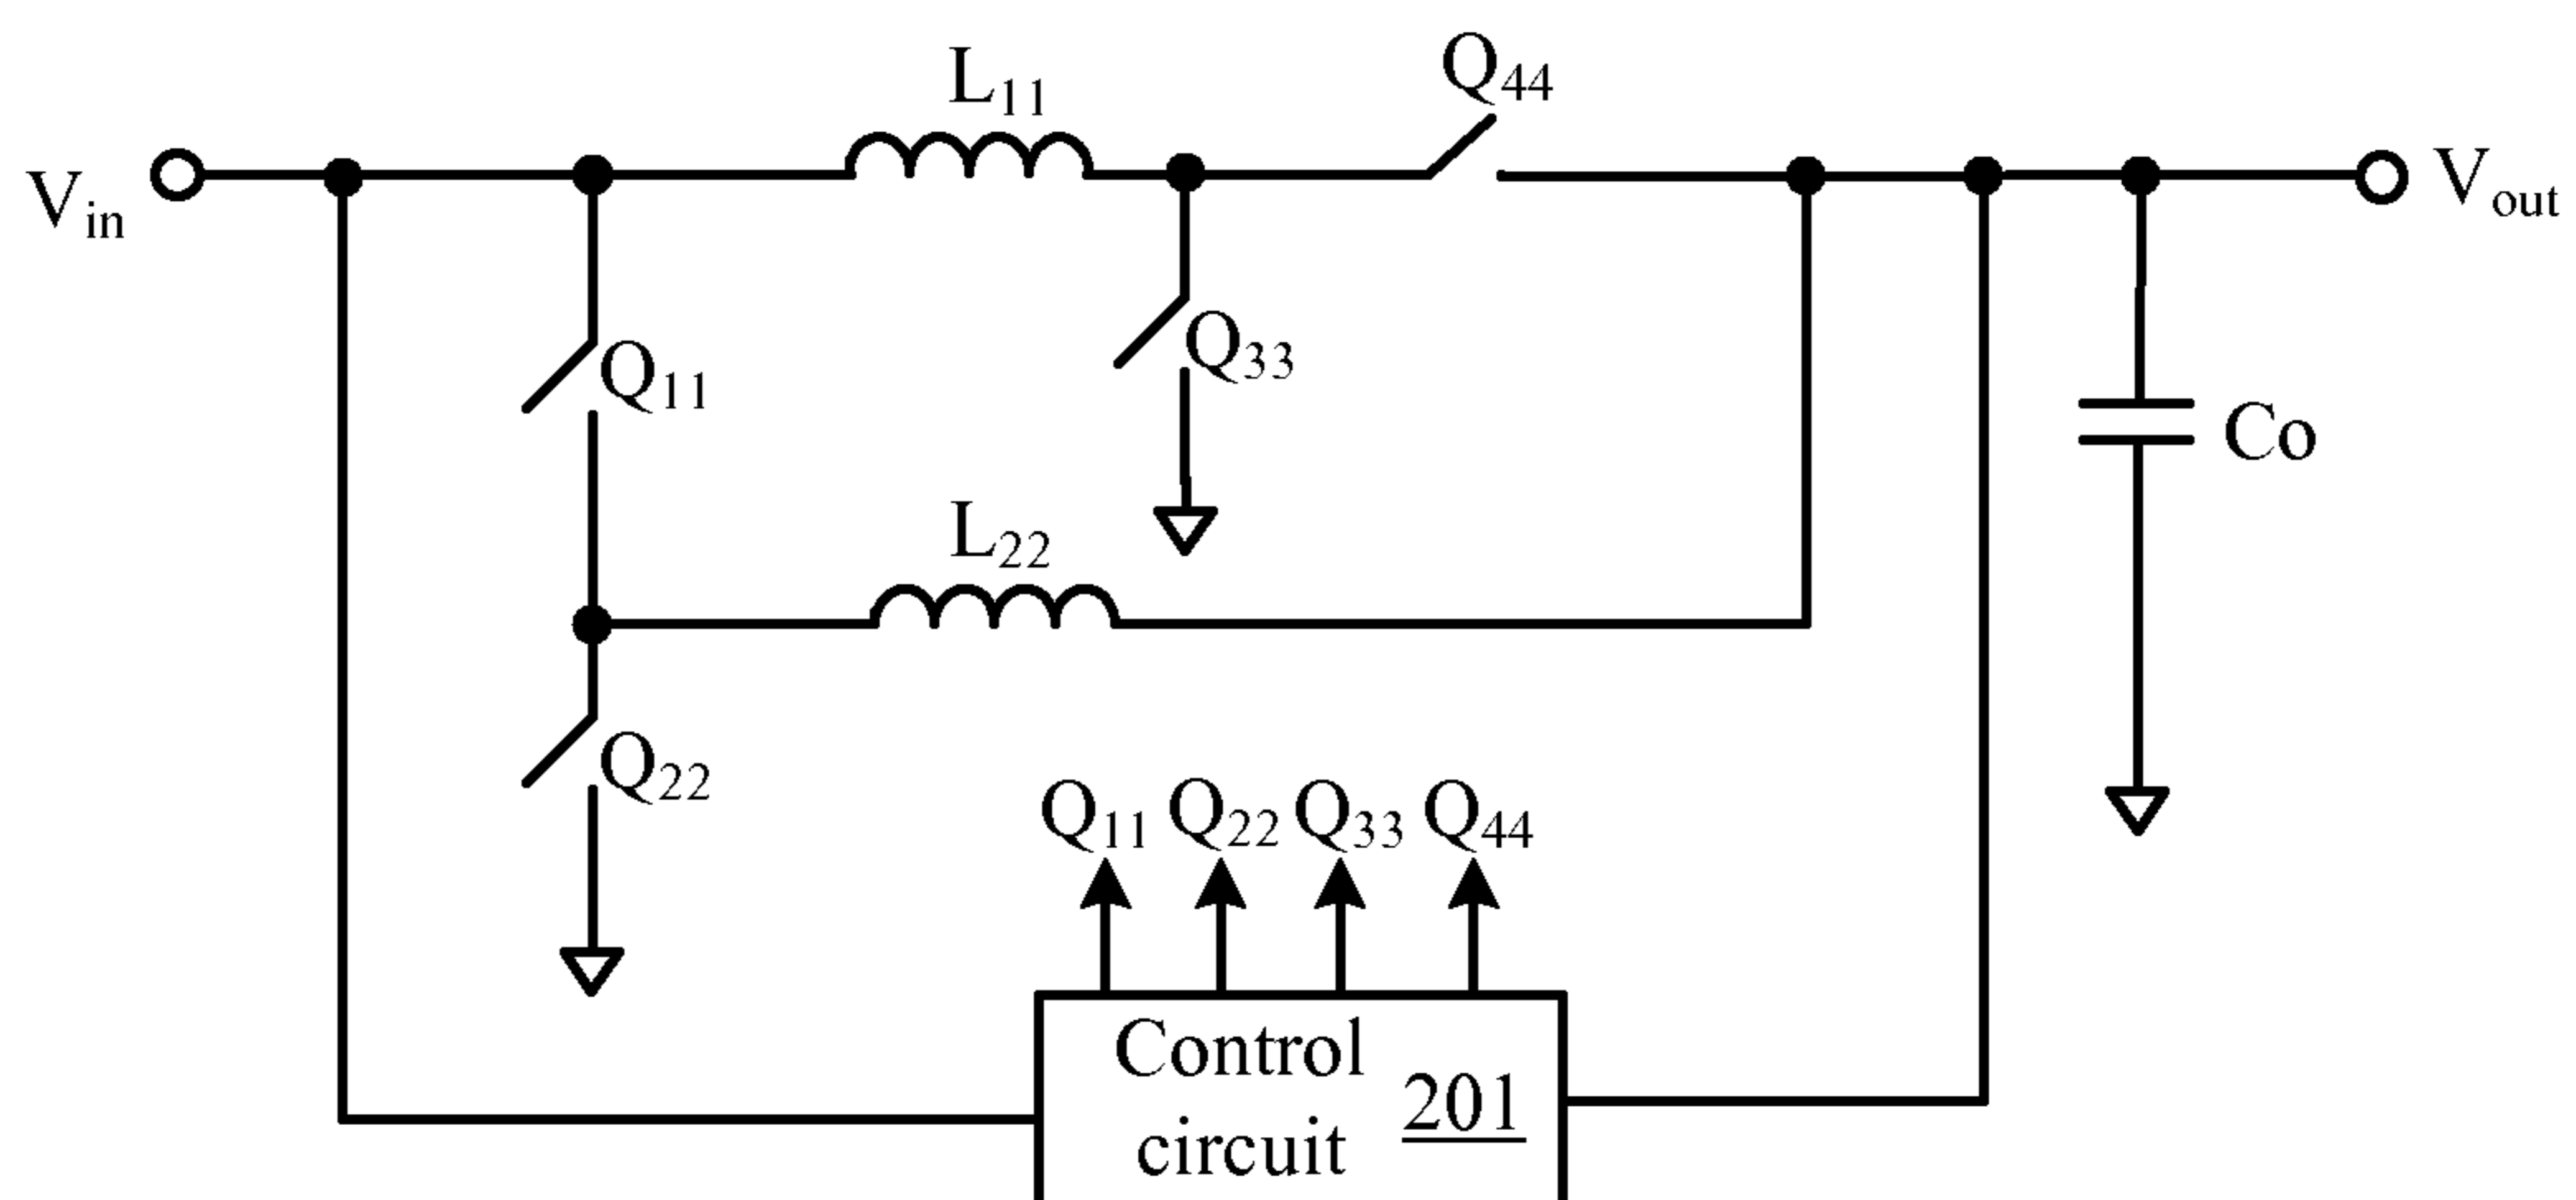 L11
Q44
Vin
Vout
Q11
Q33
Co
L22
Q22
Q11 Q22 Q33 Q44
Control
201
circuit